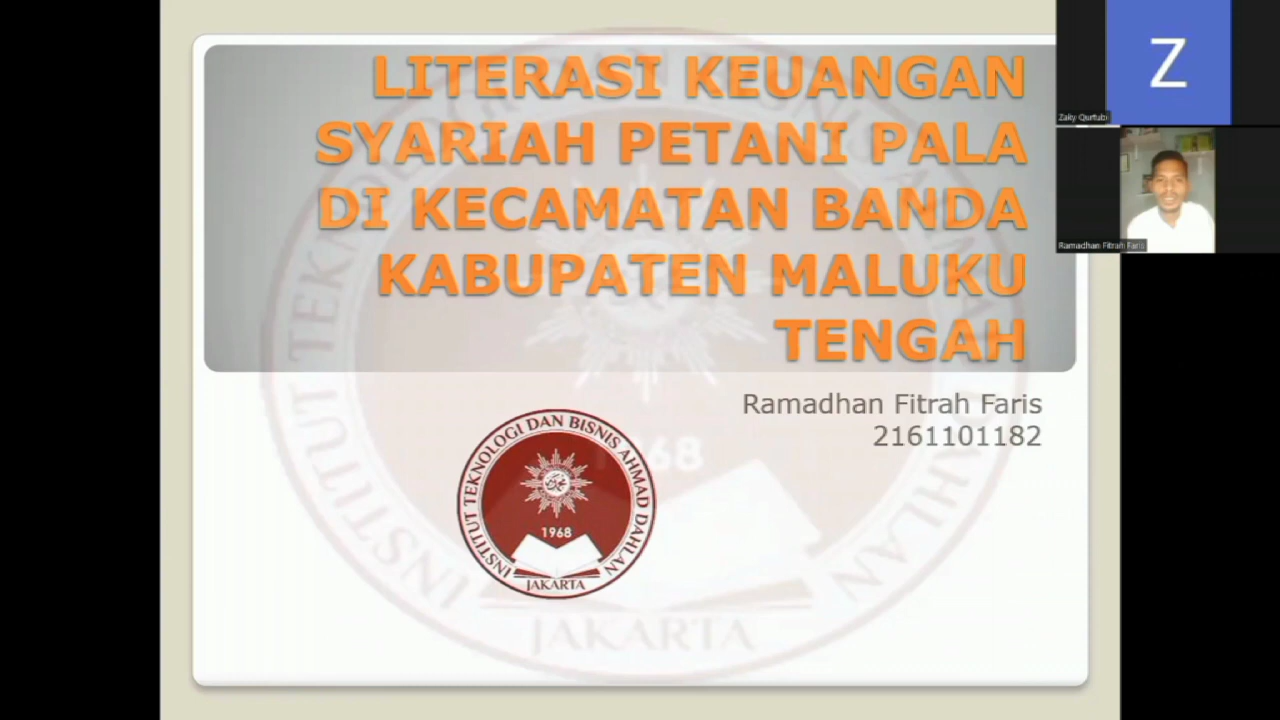 LITERASI KEUANGAN
SYARIAH PETANI PALA
DI KECAMATAN BANDA
KABUPATEN MALUKU
TENGAH
Ramadhan Fitrah Faris
2161101182
INSTITUT TEKNOLOGI DAN BISNIS AHMAD DAHLAN
1968
JAKARTA
Z
Zaky Qurtubi
Ramadhan Fitrah Faris